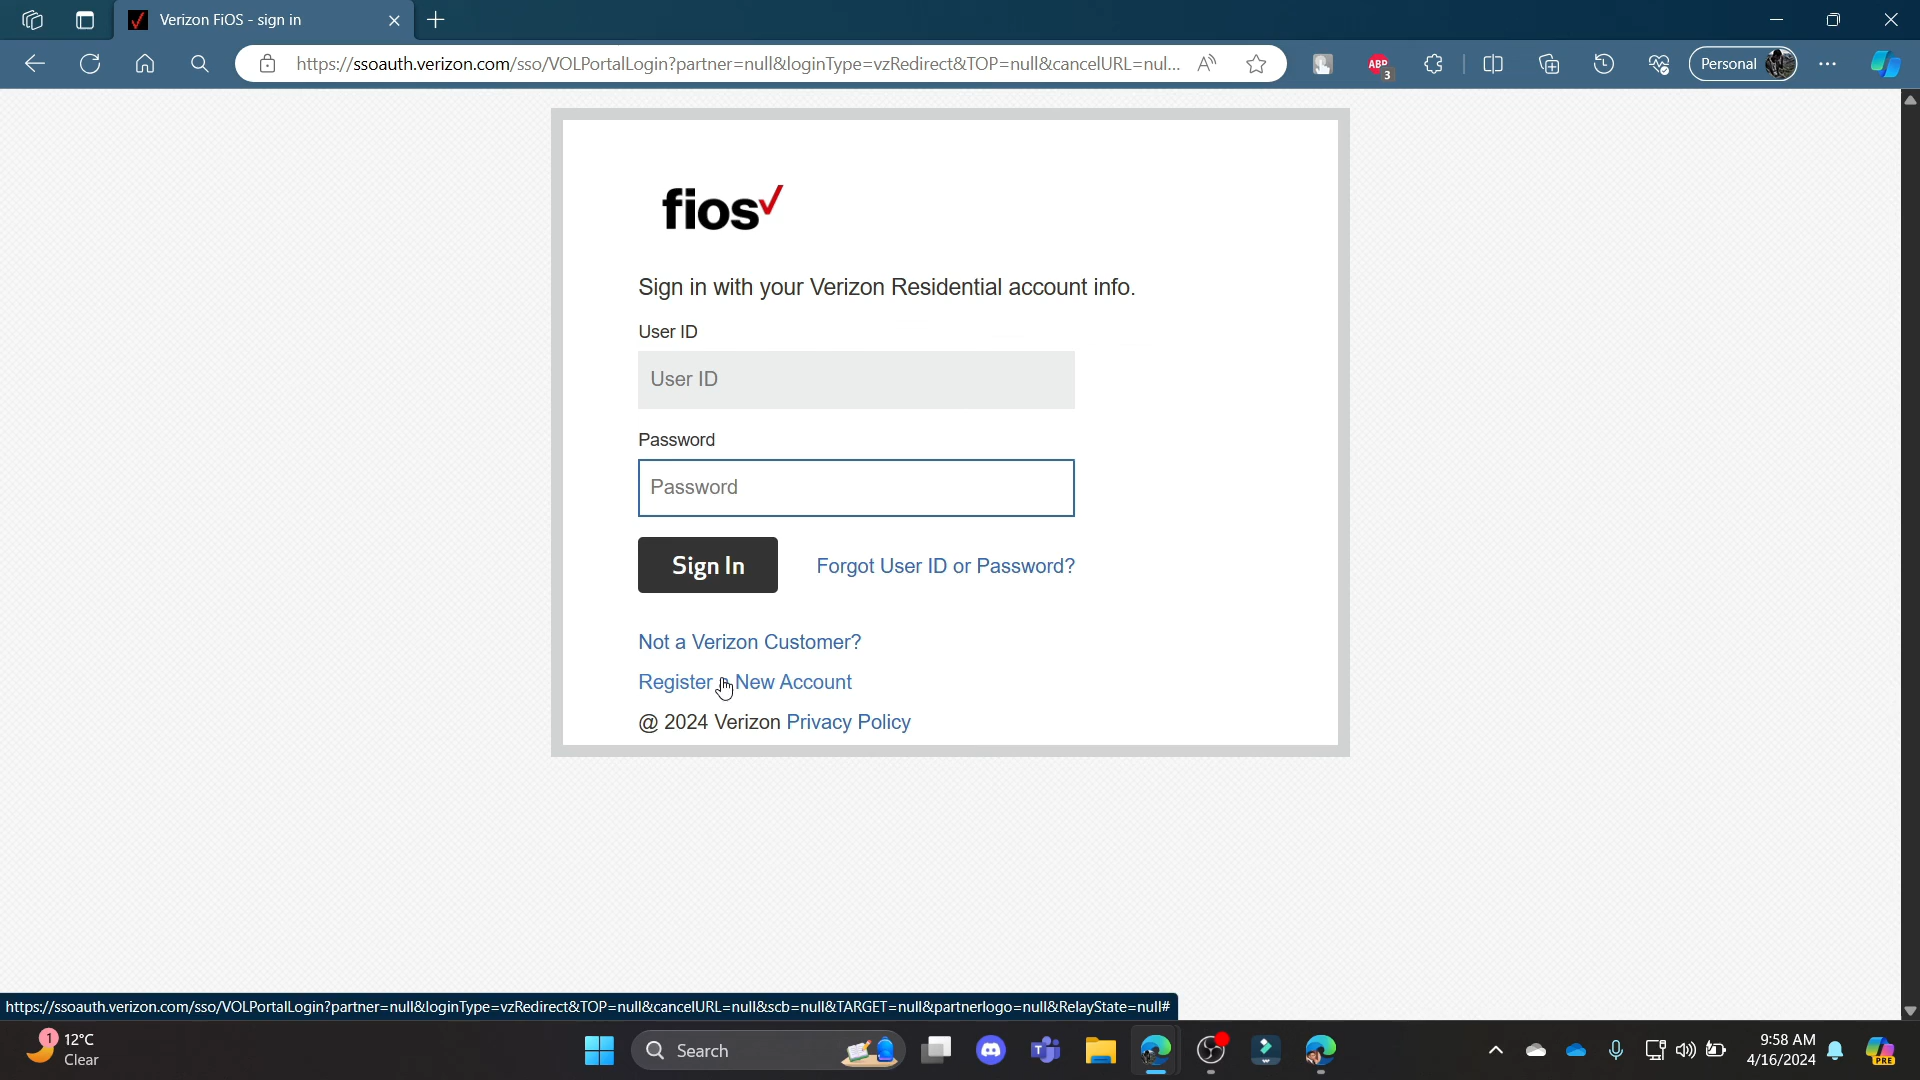 Verizon FiOS - sign in
https://ssoauth.verizon.com/sso/VOLPortalLogin?partner=null&loginType=vzRedirect&TOP=null&cancelURL=nul...
ABP
3
Personal
fios
Sign in with your Verizon Residential account info.
User ID
User ID
Password
Password
Sign In
Forgot User ID or Password?
Not a Verizon Customer?
Register New Account
@ 2024 Verizon Privacy Policy
https://ssoauth.verizon.com/sso/VOLPortalLogin?partner=null&loginType=vzRedirect&TOP=null&cancelURL=null&scb=null&TARGET=null&partnerlogo=null&RelayState=null#
1
12°C
Clear
Search
9:58 AM
4/16/2024
PRE